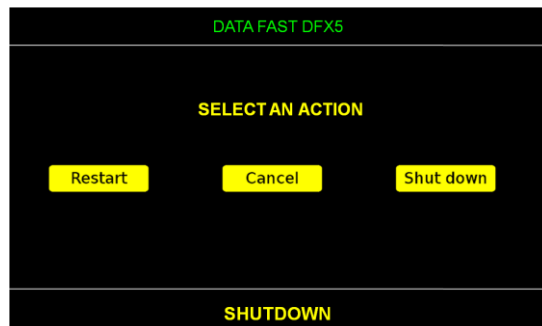 DATA FAST DFX5
SELECT AN ACTION
Restart Cancel Shut down
SHUTDOWN